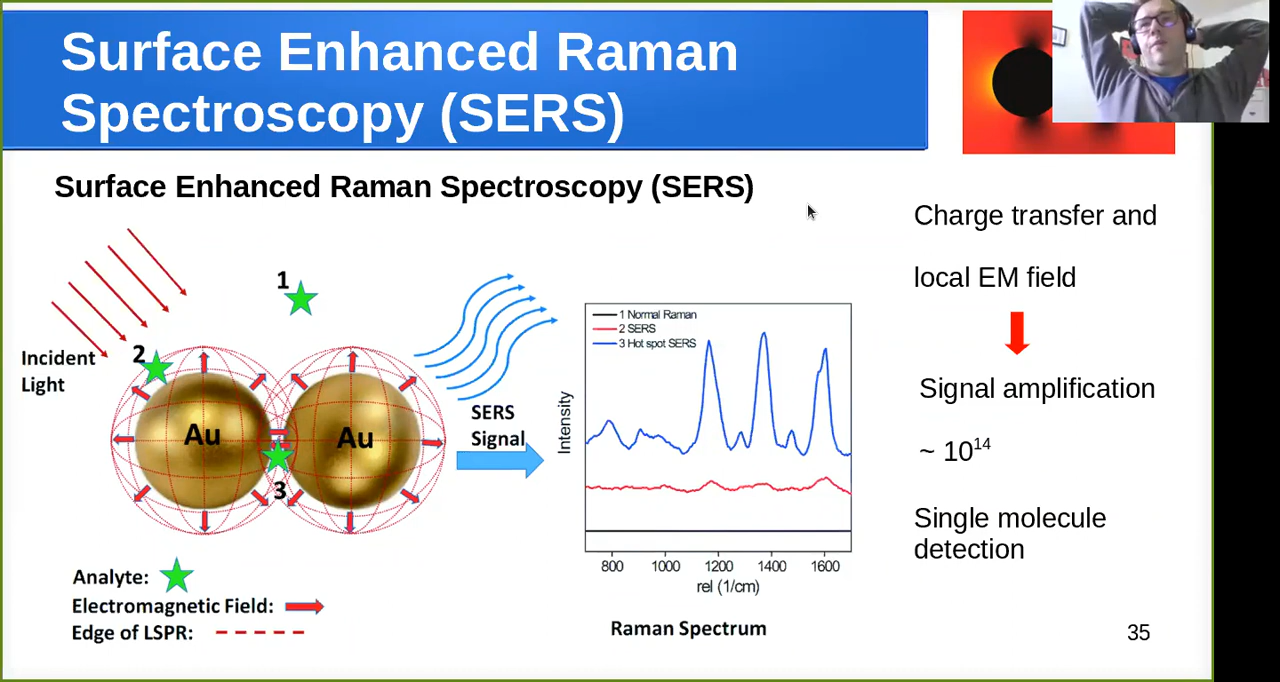 Surface Enhanced Raman
Spectroscopy (SERS)
Surface Enhanced Raman Spectroscopy (SERS)
Charge transfer and
local EM field
Signal amplification
~ 10¹⁴
Single molecule
detection
1
2
Incident
Light
Au
Au
3
SERS
Signal
Intensity
1 Normal Raman
2 SERS
3 Hot spot SERS
800 1000 1200 1400 1600
rel (1/cm)
Raman Spectrum
Analyte:
Electromagnetic Field:
Edge of LSPR:
35